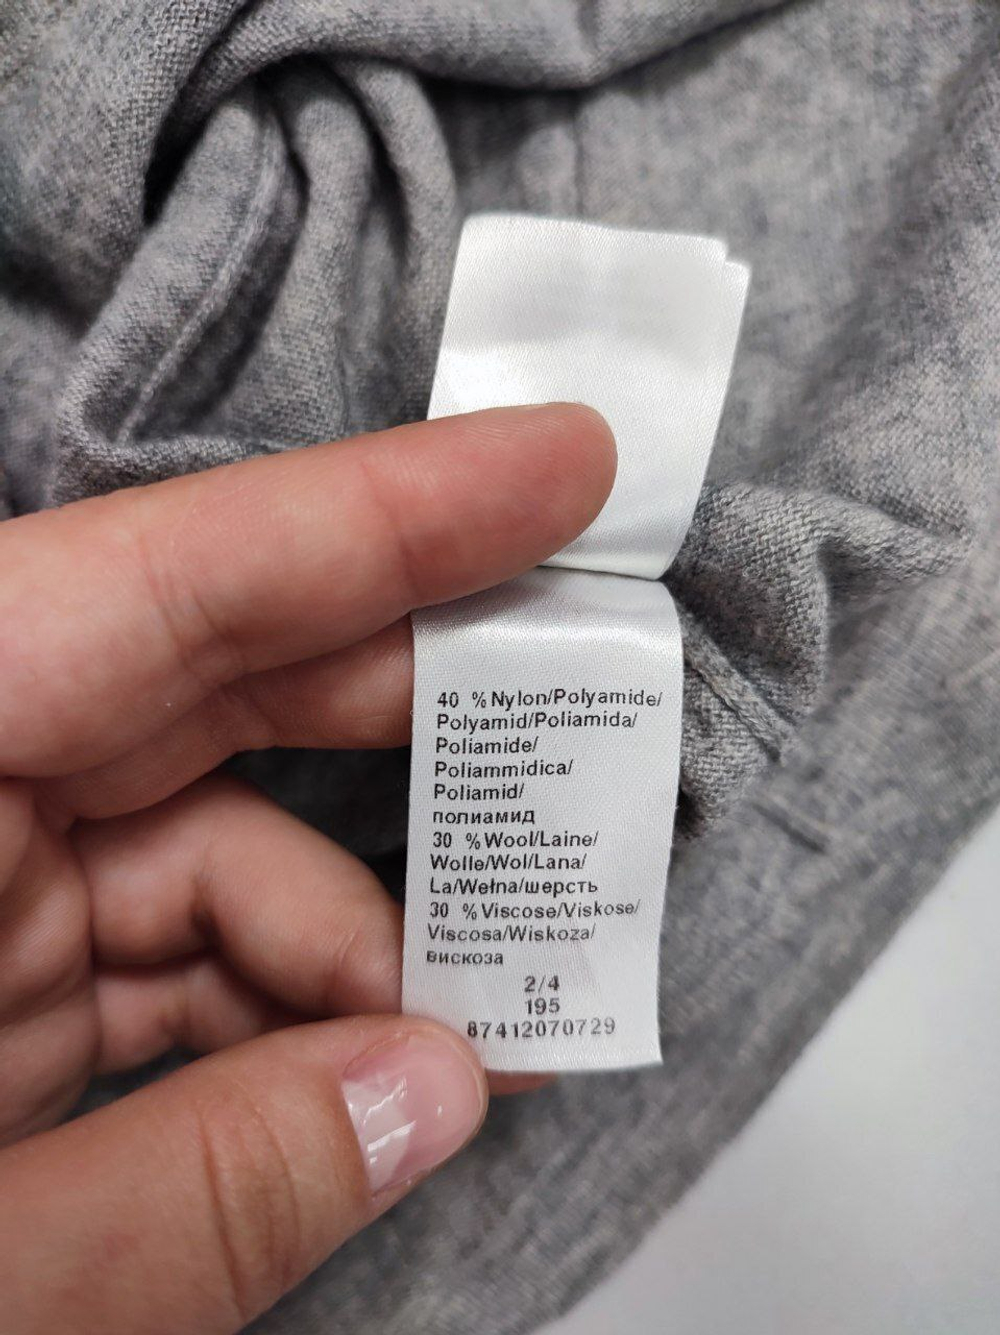 40 % Nylon/Polyamide/
Polyamid/Poliamida/
Poliamide/
Poliammidica/
Poliamid/
полиамид
30 % Wool/Laine/
Wolle/Wol/Lana/
La/Wełna/шерсть
30 % Viscose/Viskose/
Viscosa/Wiskoza/
вискоза
2/4
195
87412070729